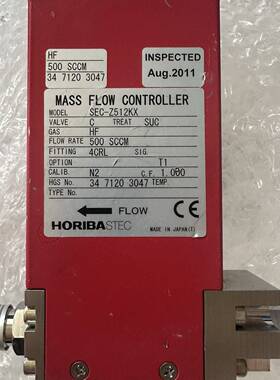 HF
500 SCCM
34 7120 3047
INSPECTED
Aug.2011
MASS FLOW CONTROLLER
MODEL SEC-Z512KX
VALVE C TREAT SUC
GAS HF
FLOW RATE 500 SCCM
FITTING 4CRL SIG.
OPTION T1
CALIB. N2 C.F. 1.000
HGS No. 34 7120 3047 TEMP.
TYPE No.
FLOW CE
HORIBASTEC MADE IN JAPAN(T)